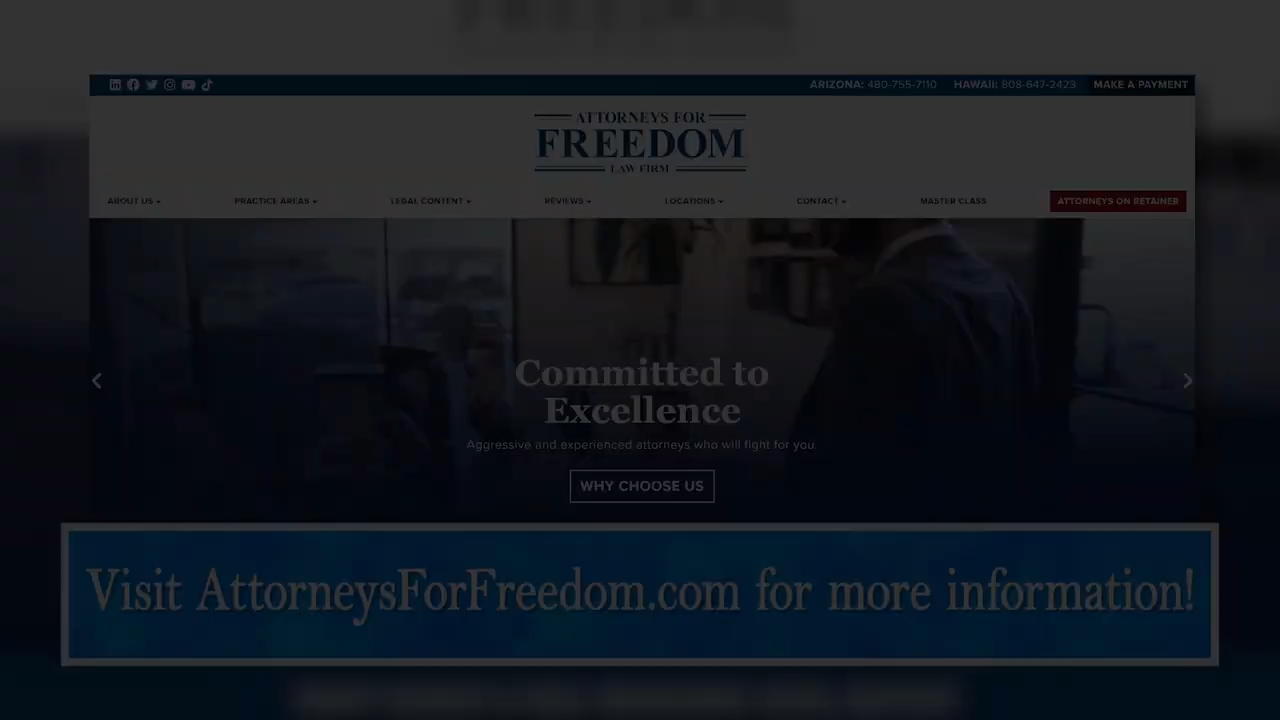 ARIZONA: 480-755-7110 HAWAII: 808-647-2423 MAKE A PAYMENT
ATTORNEYS FOR
FREEDOM
LAW FIRM
ABOUT US PRACTICE AREAS LEGAL CONTENT REVIEWS LOCATIONS CONTACT MASTER CLASS ATTORNEYS ON RETAINER
Committed to
Excellence
Aggressive and experienced attorneys who will fight for you.
WHY CHOOSE US
Visit AttorneysForFreedom.com for more information!